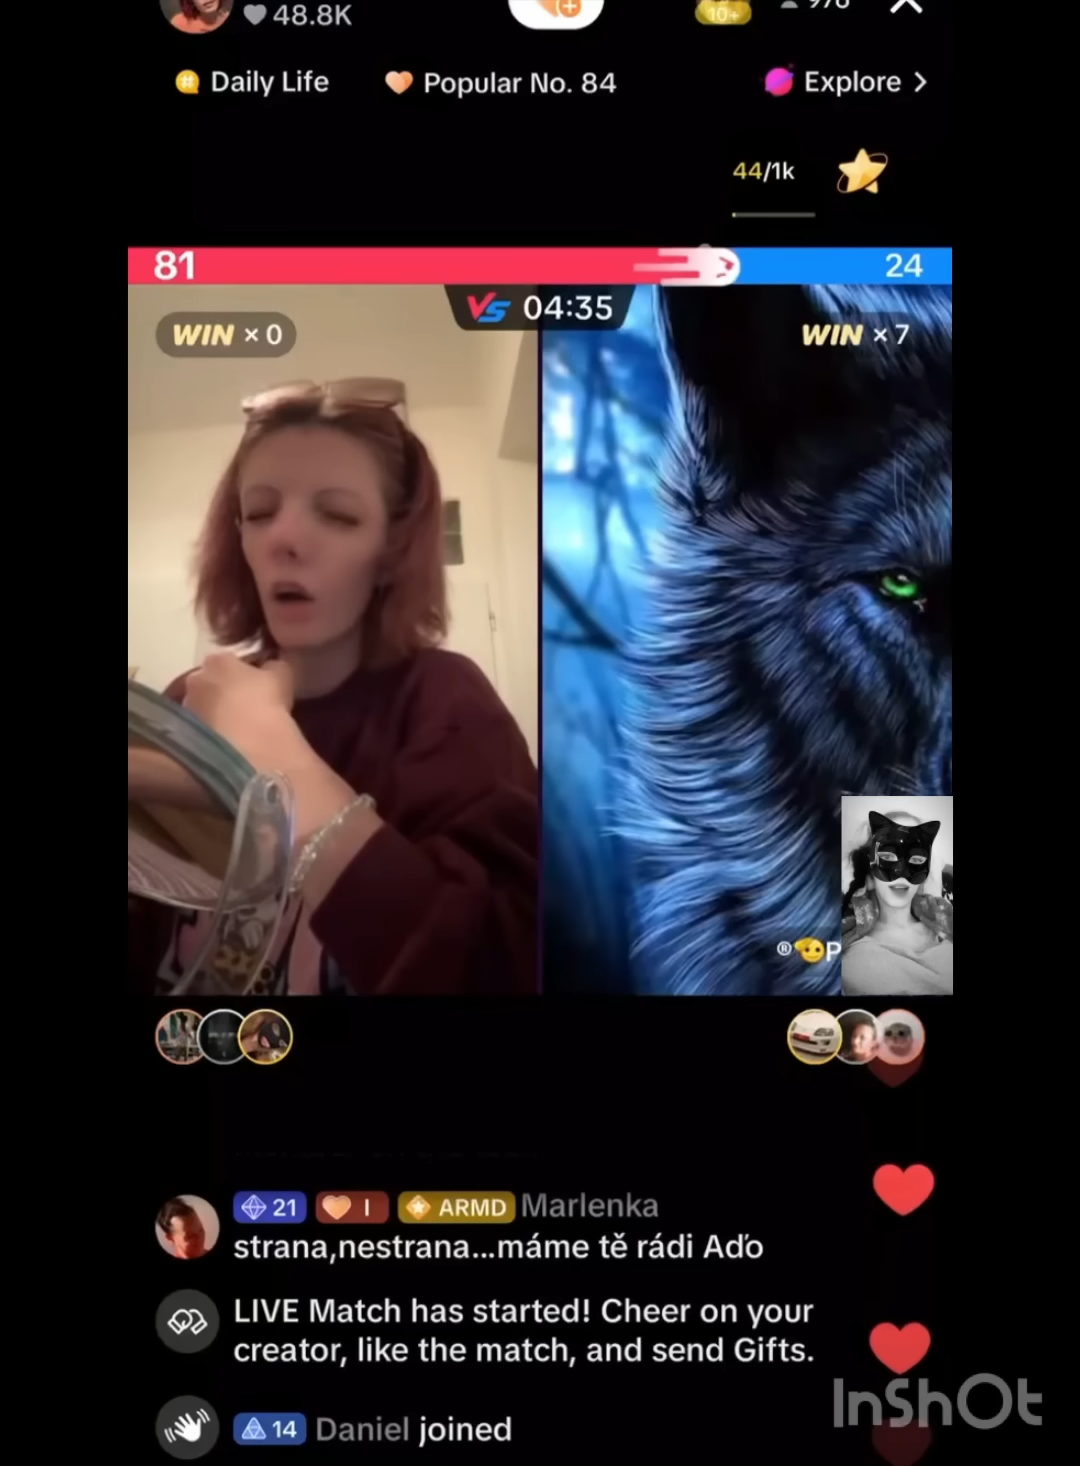 48.8K
10+
Daily Life
Popular No. 84
Explore >
44/1k
81
24
VS 04:35
WIN × 0
WIN × 7
®P
21 I ARMD Marlenka
strana,nestrana...máme tě rádi Aďo
LIVE Match has started! Cheer on your
creator, like the match, and send Gifts.
14 Daniel joined
InShOt